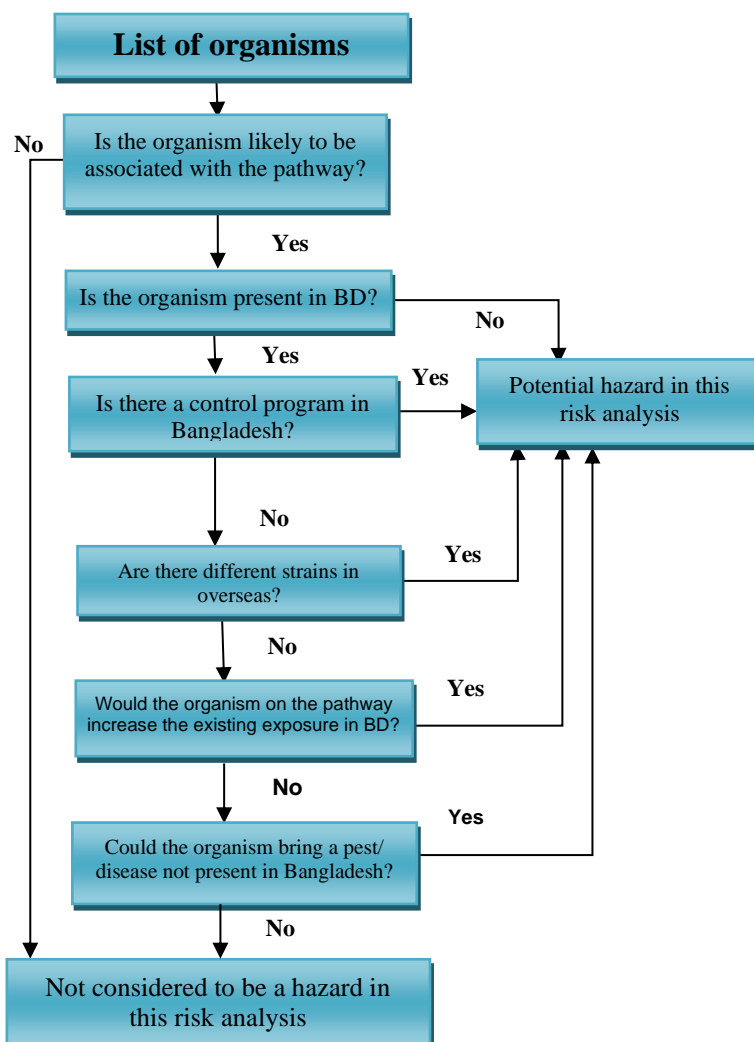 List of organisms
No
Is the organism likely to be
associated with the pathway?
Yes
Is the organism present in BD?
No
Yes
Is there a control program in
Bangladesh?
Yes
Potential hazard in this
risk analysis
No
Are there different strains in
overseas?
Yes
No
Would the organism on the pathway
increase the existing exposure in BD?
Yes
No
Could the organism bring a pest/
disease not present in Bangladesh?
Yes
No
Not considered to be a hazard in
this risk analysis